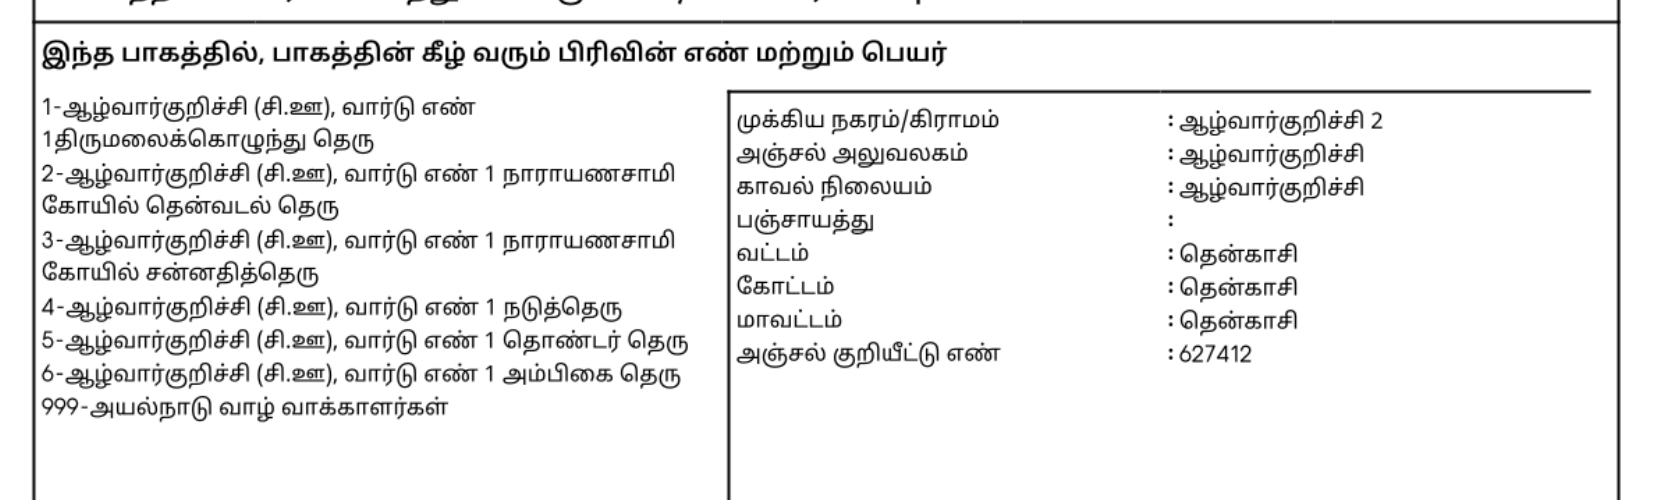 இந்த பாகத்தில், பாகத்தின் கீழ் வரும் பிரிவின் எண் மற்றும் பெயர்
1-ஆழ்வார்குறிச்சி (சி.ஊ), வார்டு எண்
1திருமலைக்கொழுந்து தெரு
2-ஆழ்வார்குறிச்சி (சி.ஊ), வார்டு எண் 1 நாராயணசாமி
கோயில் தென்வடல் தெரு
3-ஆழ்வார்குறிச்சி (சி.ஊ), வார்டு எண் 1 நாராயணசாமி
கோயில் சன்னதித்தெரு
4-ஆழ்வார்குறிச்சி (சி.ஊ), வார்டு எண் 1 நடுத்தெரு
5-ஆழ்வார்குறிச்சி (சி.ஊ), வார்டு எண் 1 தொண்டர் தெரு
6-ஆழ்வார்குறிச்சி (சி.ஊ), வார்டு எண் 1 அம்பிகை தெரு
999-அயல்நாடு வாழ் வாக்காளர்கள்
முக்கிய நகரம்/கிராமம் : ஆழ்வார்குறிச்சி 2
அஞ்சல் அலுவலகம் : ஆழ்வார்குறிச்சி
காவல் நிலையம் : ஆழ்வார்குறிச்சி
பஞ்சாயத்து :
வட்டம் : தென்காசி
கோட்டம் : தென்காசி
மாவட்டம் : தென்காசி
அஞ்சல் குறியீட்டு எண் : 627412